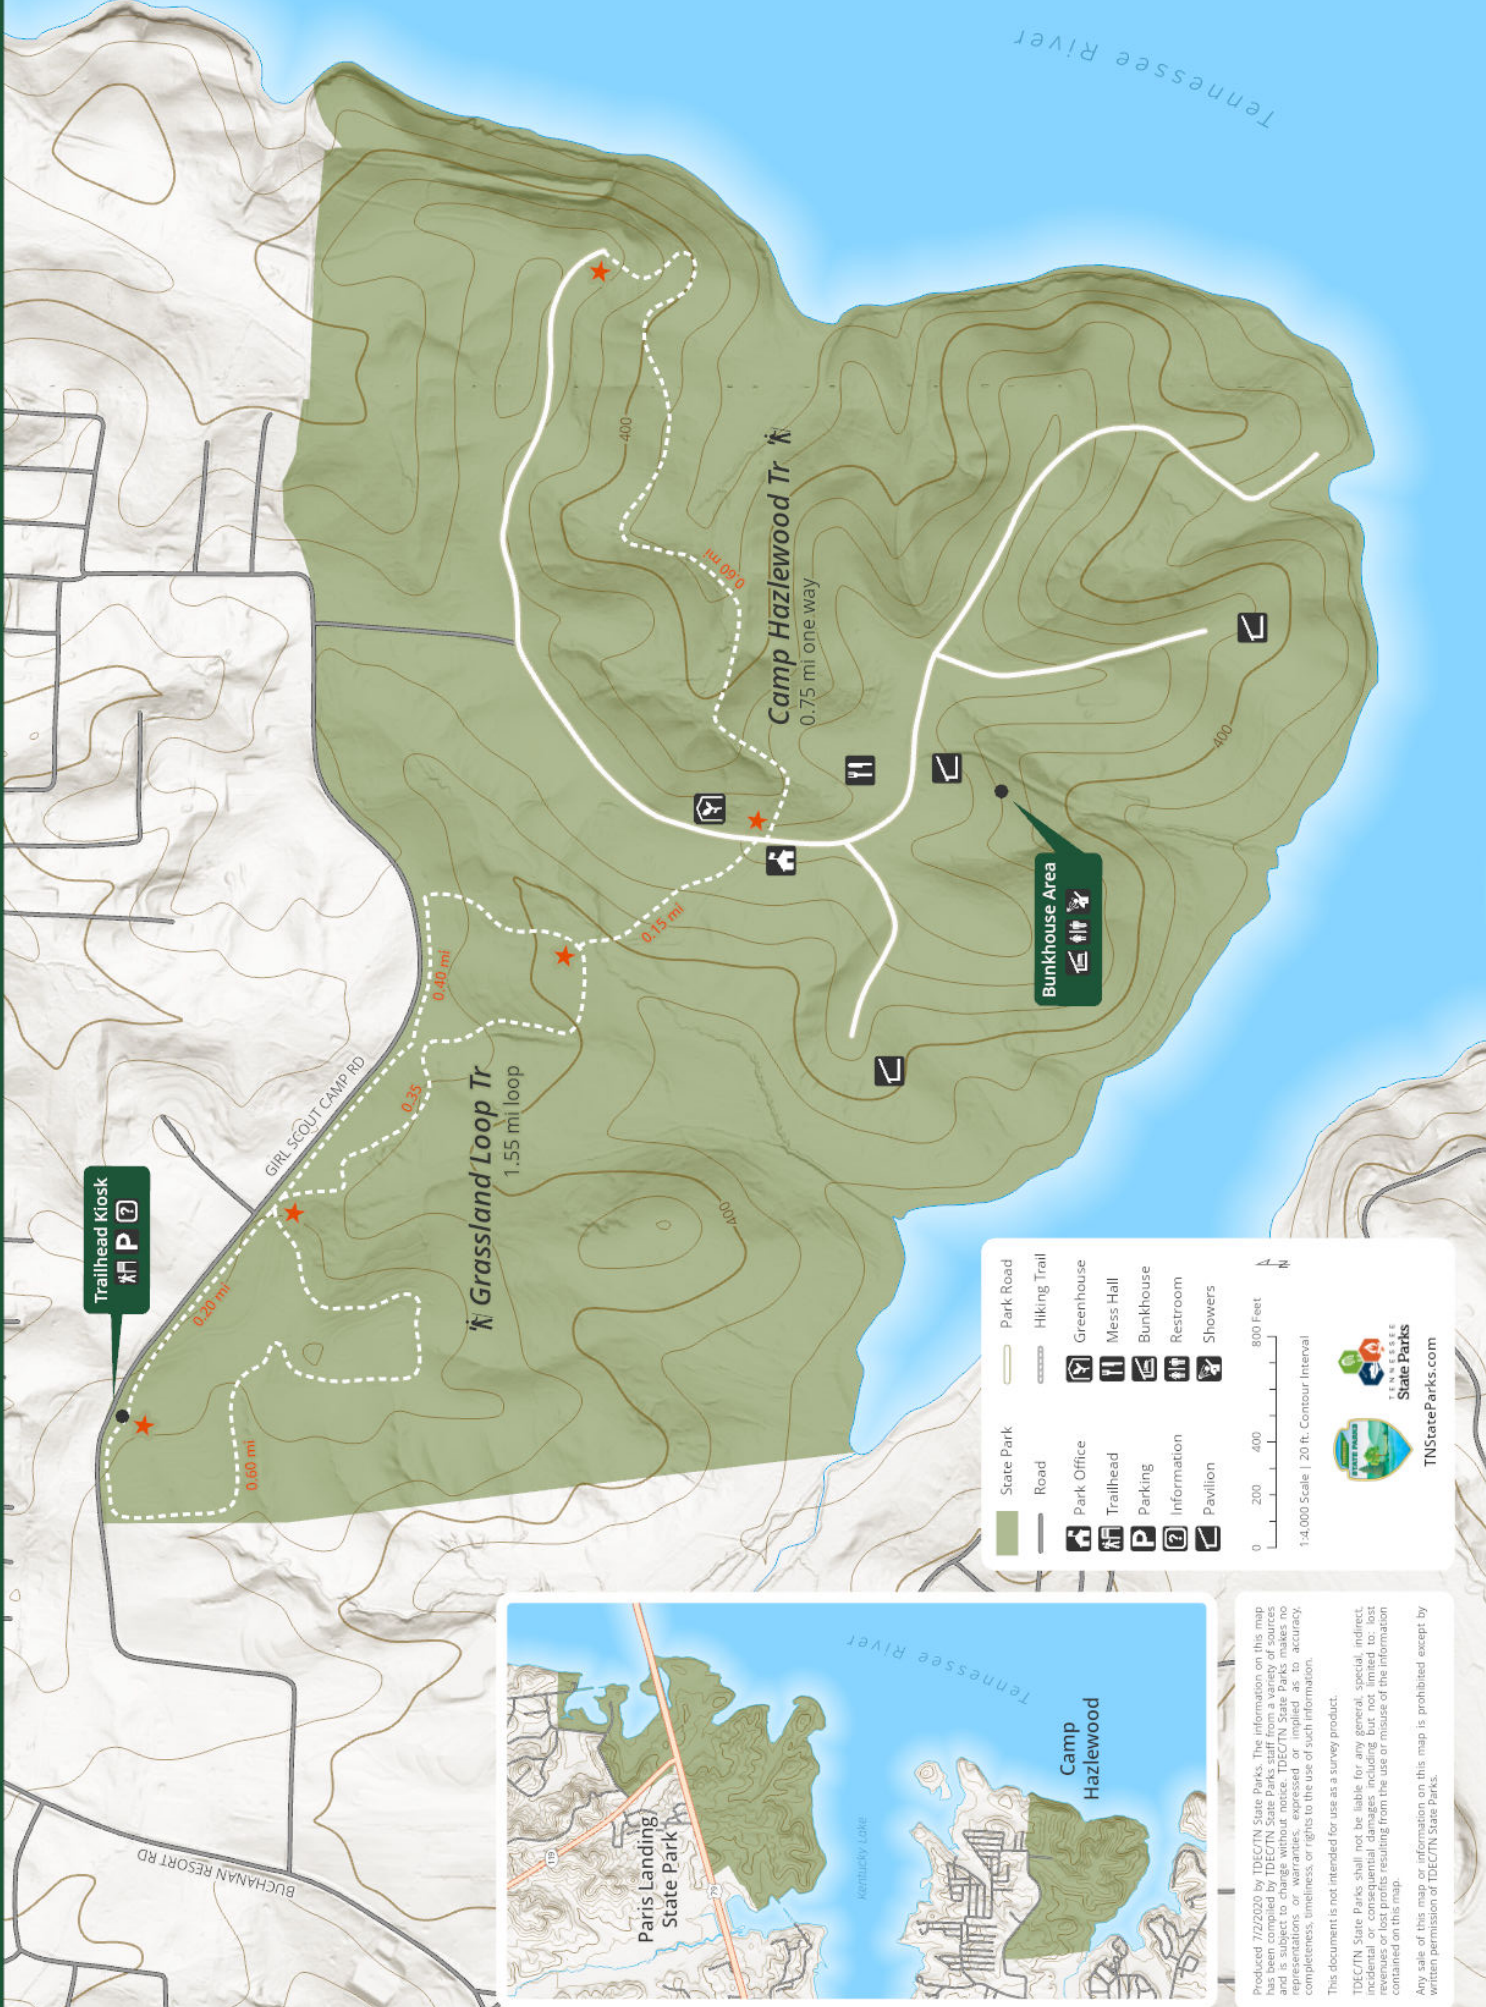 Tennessee River
Trailhead Kiosk
GIRL SCOUT CAMP RD
BUCHANAN RESORT RD
0.20 mi
0.60 mi
0.35
0.40 mi
0.15 mi
0.60 mi
Grassland Loop Tr
1.55 mi loop
Camp Hazlewood Tr
0.75 mi one way
400
400
400
Bunkhouse Area
119
79
Paris Landing
State Park
Kentucky Lake
Tennessee River
Camp
Hazlewood
State Park
Park Road
Road
Hiking Trail
Park Office
Greenhouse
Trailhead
Mess Hall
P
Parking
Bunkhouse
?
Information
Restroom
Pavilion
Showers
0 200 400 800 Feet
N
1:4,000 Scale | 20 ft. Contour Interval
STATE PARKS
TENNESSEE
State Parks
TNStateParks.com
Produced 7/2/2020 by TDEC/TN State Parks. The information on this map
has been compiled by TDEC/TN State Parks staff from a variety of sources
and is subject to change without notice. TDEC/TN State Parks makes no
representations or warranties, expressed or implied as to accuracy,
completeness, timeliness, or rights to the use of such information.
This document is not intended for use as a survey product.
TDEC/TN State Parks shall not be liable for any general, special, indirect,
incidental or consequential damages including but not limited to: lost
revenues or lost profits resulting from the use or misuse of the information
contained on this map.
Any sale of this map or information on this map is prohibited except by
written permission of TDEC/TN State Parks.